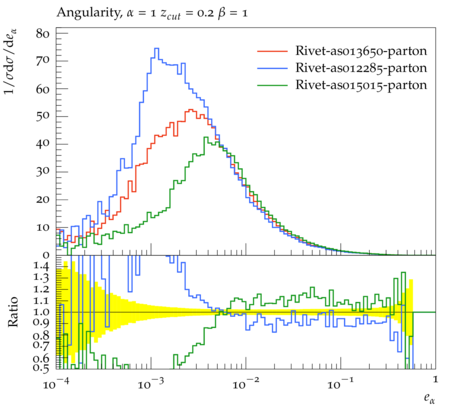 Angularity, α = 1 z_cut = 0.2 β = 1
1/σdσ/de_α
80
70
60
50
40
30
20
10
0
Rivet-as013650-parton
Rivet-as012285-parton
Rivet-as015015-parton
Ratio
1.4
1.3
1.2
1.1
1.0
0.9
0.8
0.7
0.6
0.5
10⁻⁴ 10⁻³ 10⁻² 10⁻¹ 1
e_α